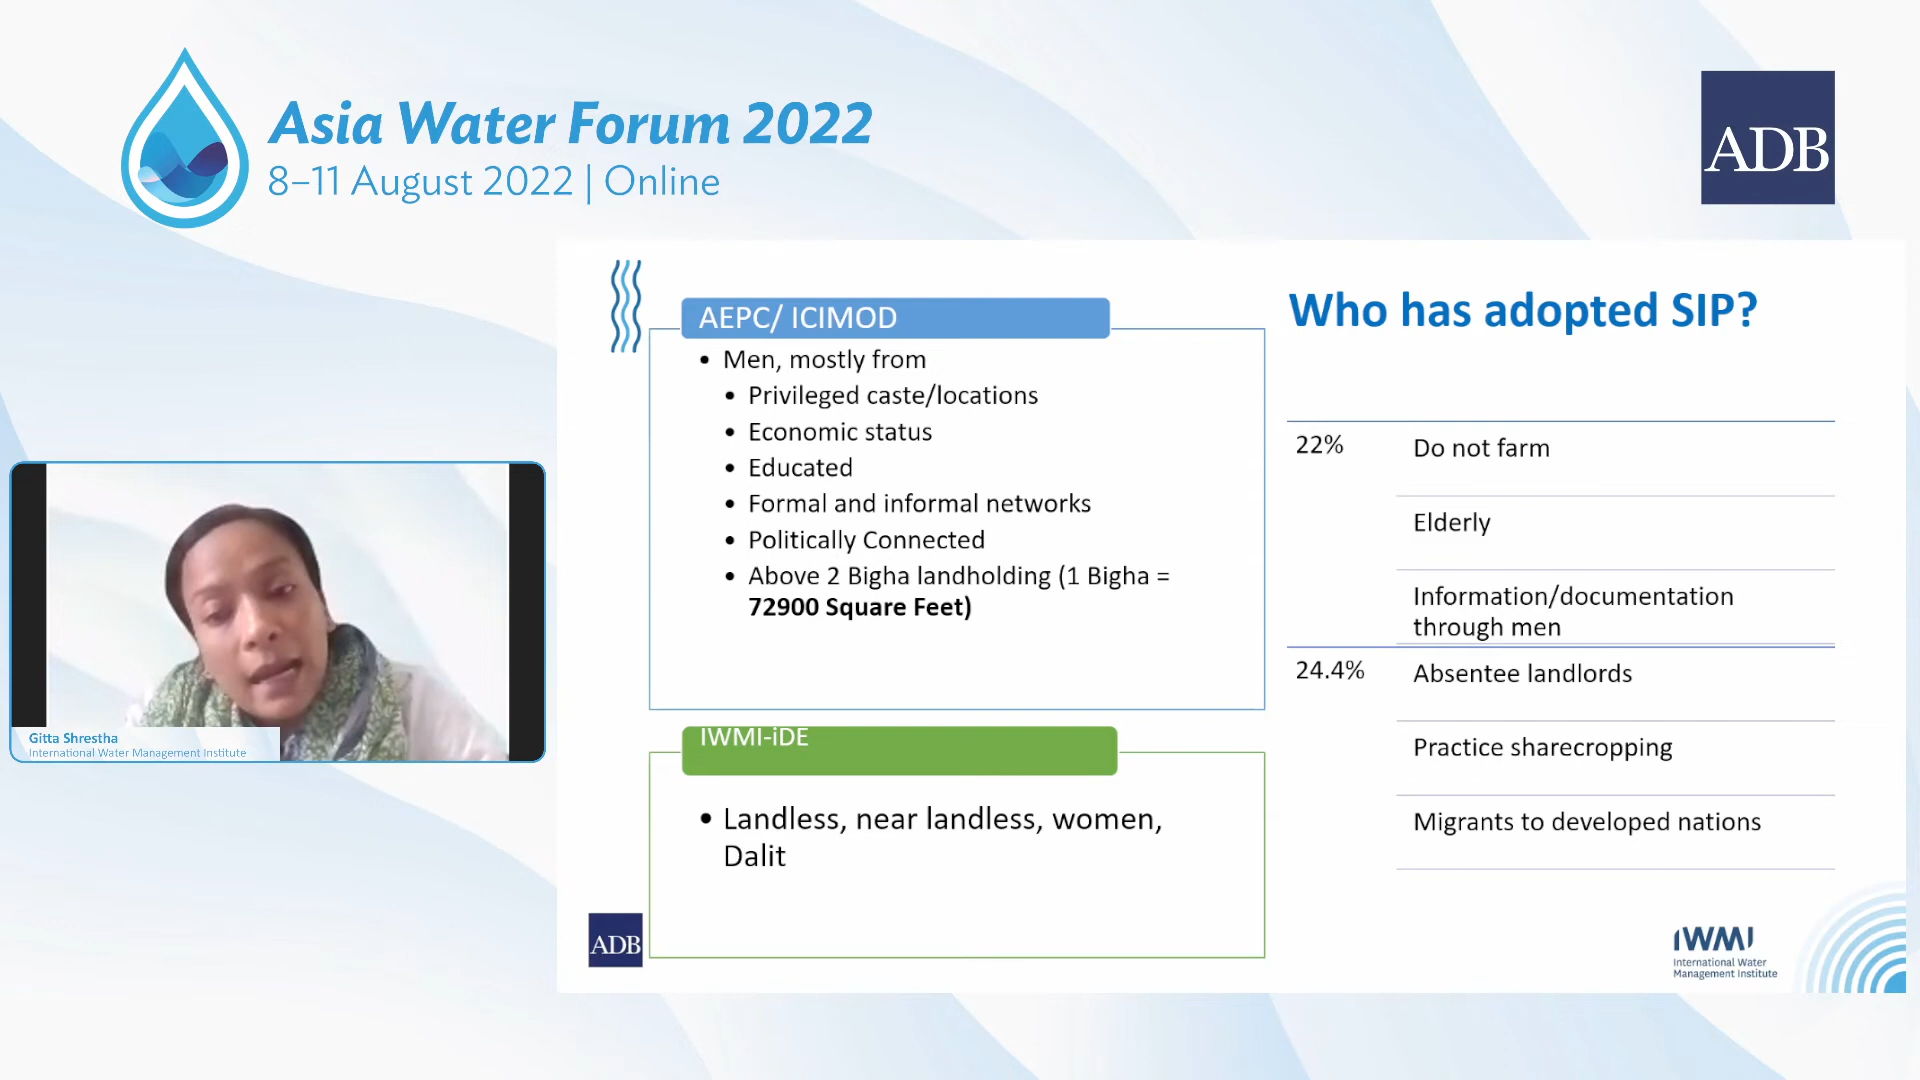 Asia Water Forum 2022
8–11 August 2022 | Online
ADB
AEPC/ ICIMOD
• Men, mostly from
• Privileged caste/locations
• Economic status
• Educated
• Formal and informal networks
• Politically Connected
• Above 2 Bigha landholding (1 Bigha =
72900 Square Feet)
IWMI-iDE
• Landless, near landless, women,
Dalit
ADB
Who has adopted SIP?
22%
Do not farm
Elderly
Information/documentation
through men
24.4%
Absentee landlords
Practice sharecropping
Migrants to developed nations
IWMI
International Water
Management Institute
Gitta Shrestha
International Water Management Institute